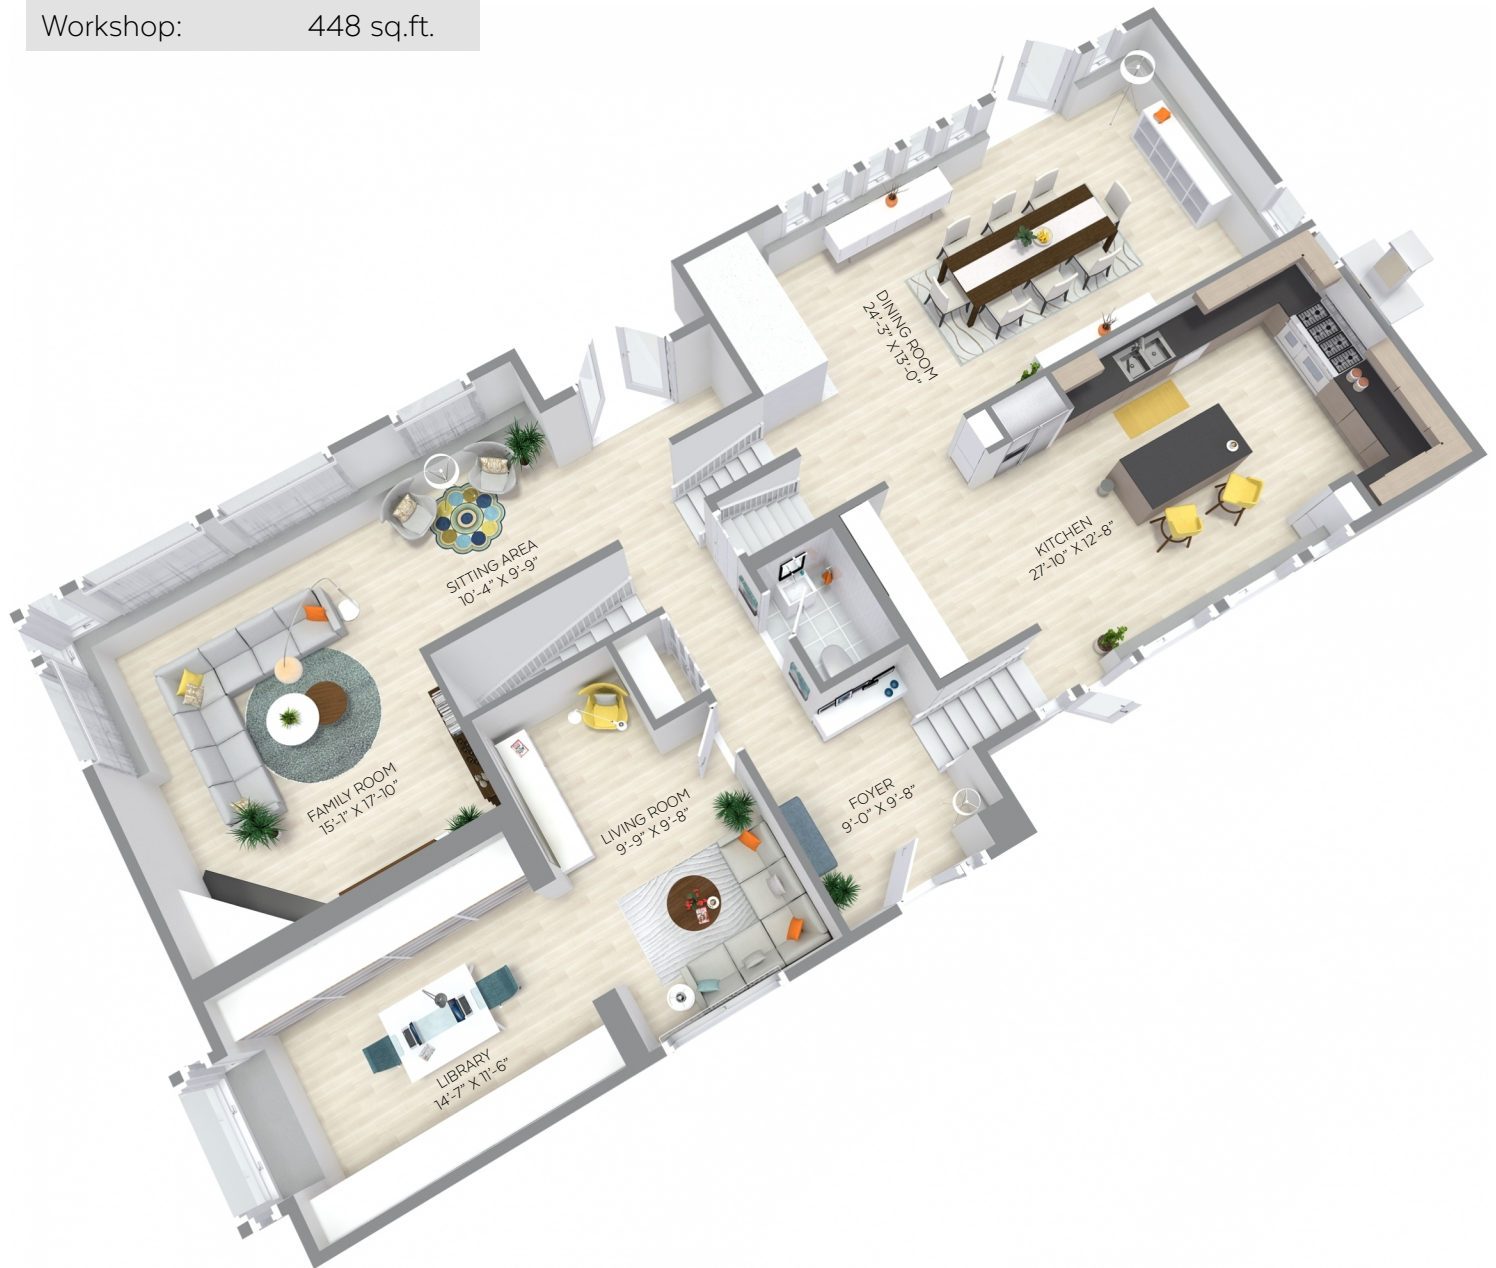 Workshop: 448 sq.ft.
DINING ROOM
24'-3" X 13'-0"
SITTING AREA
10'-4" X 9'-9"
KITCHEN
27'-10" X 12'-8"
FAMILY ROOM
15'-1" X 17'-10"
LIVING ROOM
9'-9" X 9'-8"
FOYER
9'-0" X 9'-8"
LIBRARY
14'-7" X 11'-6"